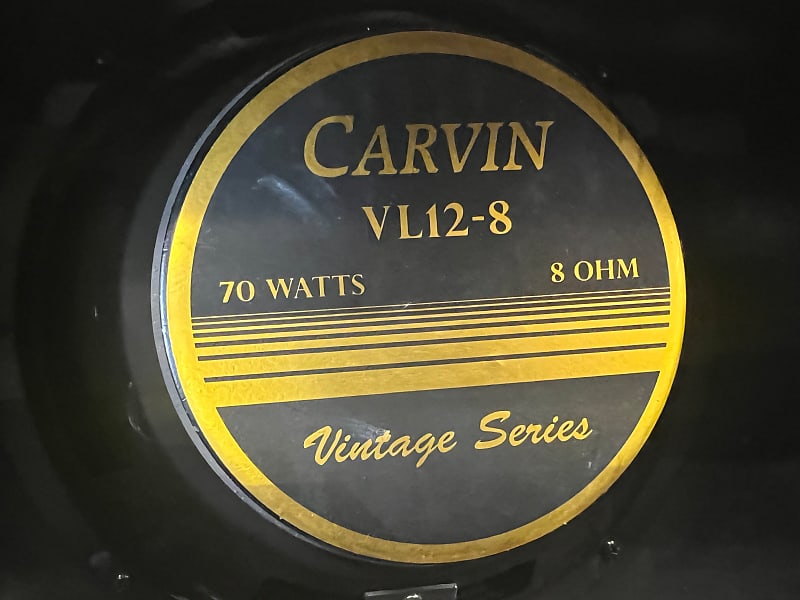 CARVIN
VL12-8
70 WATTS
8 OHM
Vintage Series